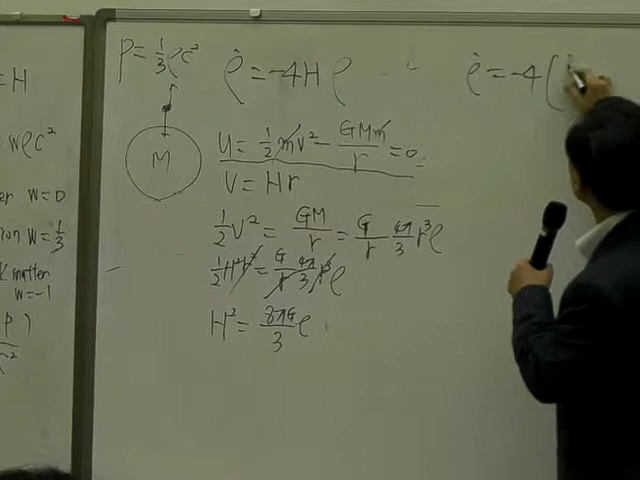 = H
= wρc²
w = 0
w = 1/3
matter
w = -1
P = 1/3 ρc²
ρ̇ = -4Hρ
M
U = 1/2 mv² - GMm/r = 0
V = Hr
1/2 V² = GM/r = G/r 4π/3 r³ρ
1/2 H²r² = G/r 4π/3 r³ρ
H² = 8πG/3 ρ
ρ̇ = -4(